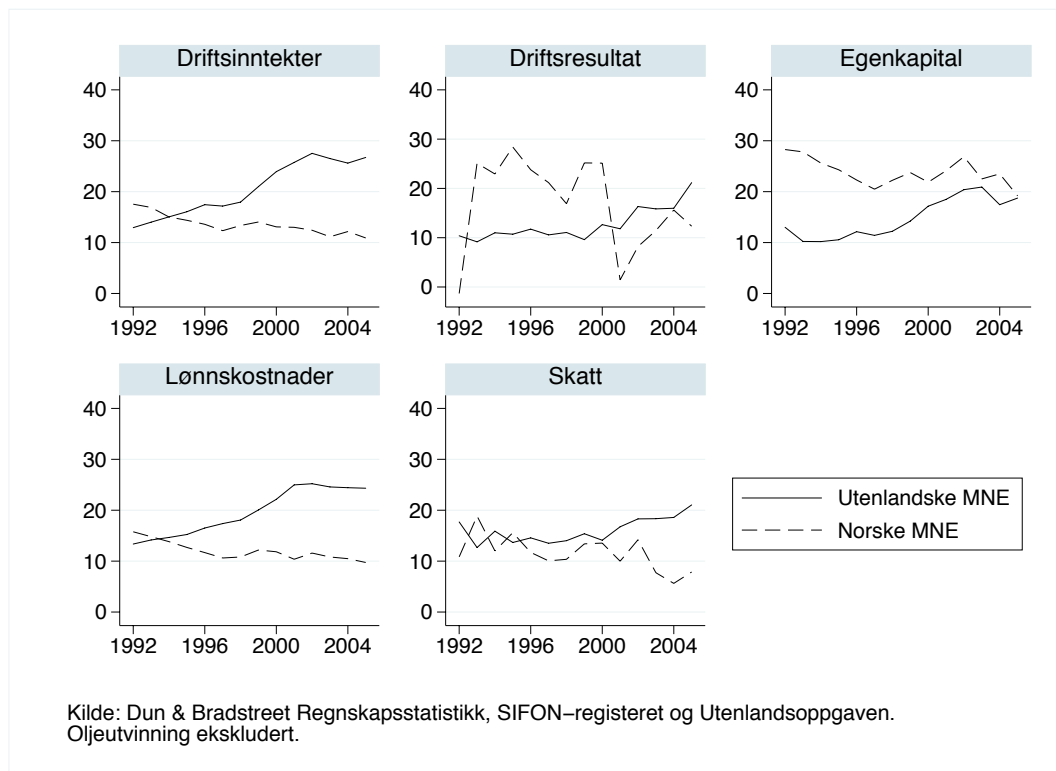 Driftsinntekter
40
30
20
10
0
1992 1996 2000 2004
Driftsresultat
40
30
20
10
0
1992 1996 2000 2004
Egenkapital
40
30
20
10
0
1992 1996 2000 2004
Lønnskostnader
40
30
20
10
0
1992 1996 2000 2004
Skatt
40
30
20
10
0
1992 1996 2000 2004
Utenlandske MNE
Norske MNE
Kilde: Dun & Bradstreet Regnskapsstatistikk, SIFON−registeret og Utenlandsoppgaven.
Oljeutvinning ekskludert.